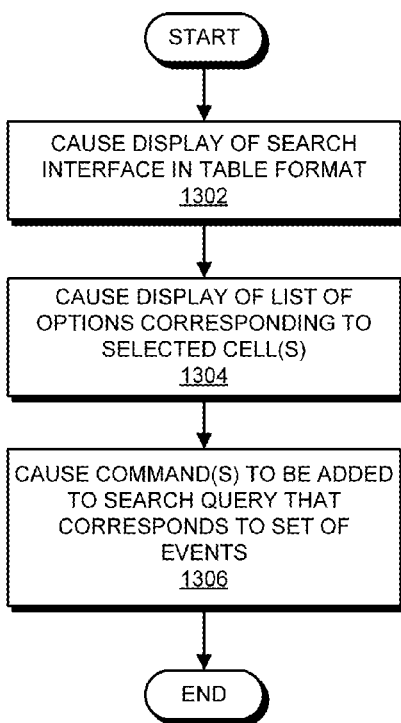 START
CAUSE DISPLAY OF SEARCH
INTERFACE IN TABLE FORMAT
1302
CAUSE DISPLAY OF LIST OF
OPTIONS CORRESPONDING TO
SELECTED CELL(S)
1304
CAUSE COMMAND(S) TO BE ADDED
TO SEARCH QUERY THAT
CORRESPONDS TO SET OF
EVENTS
1306
END